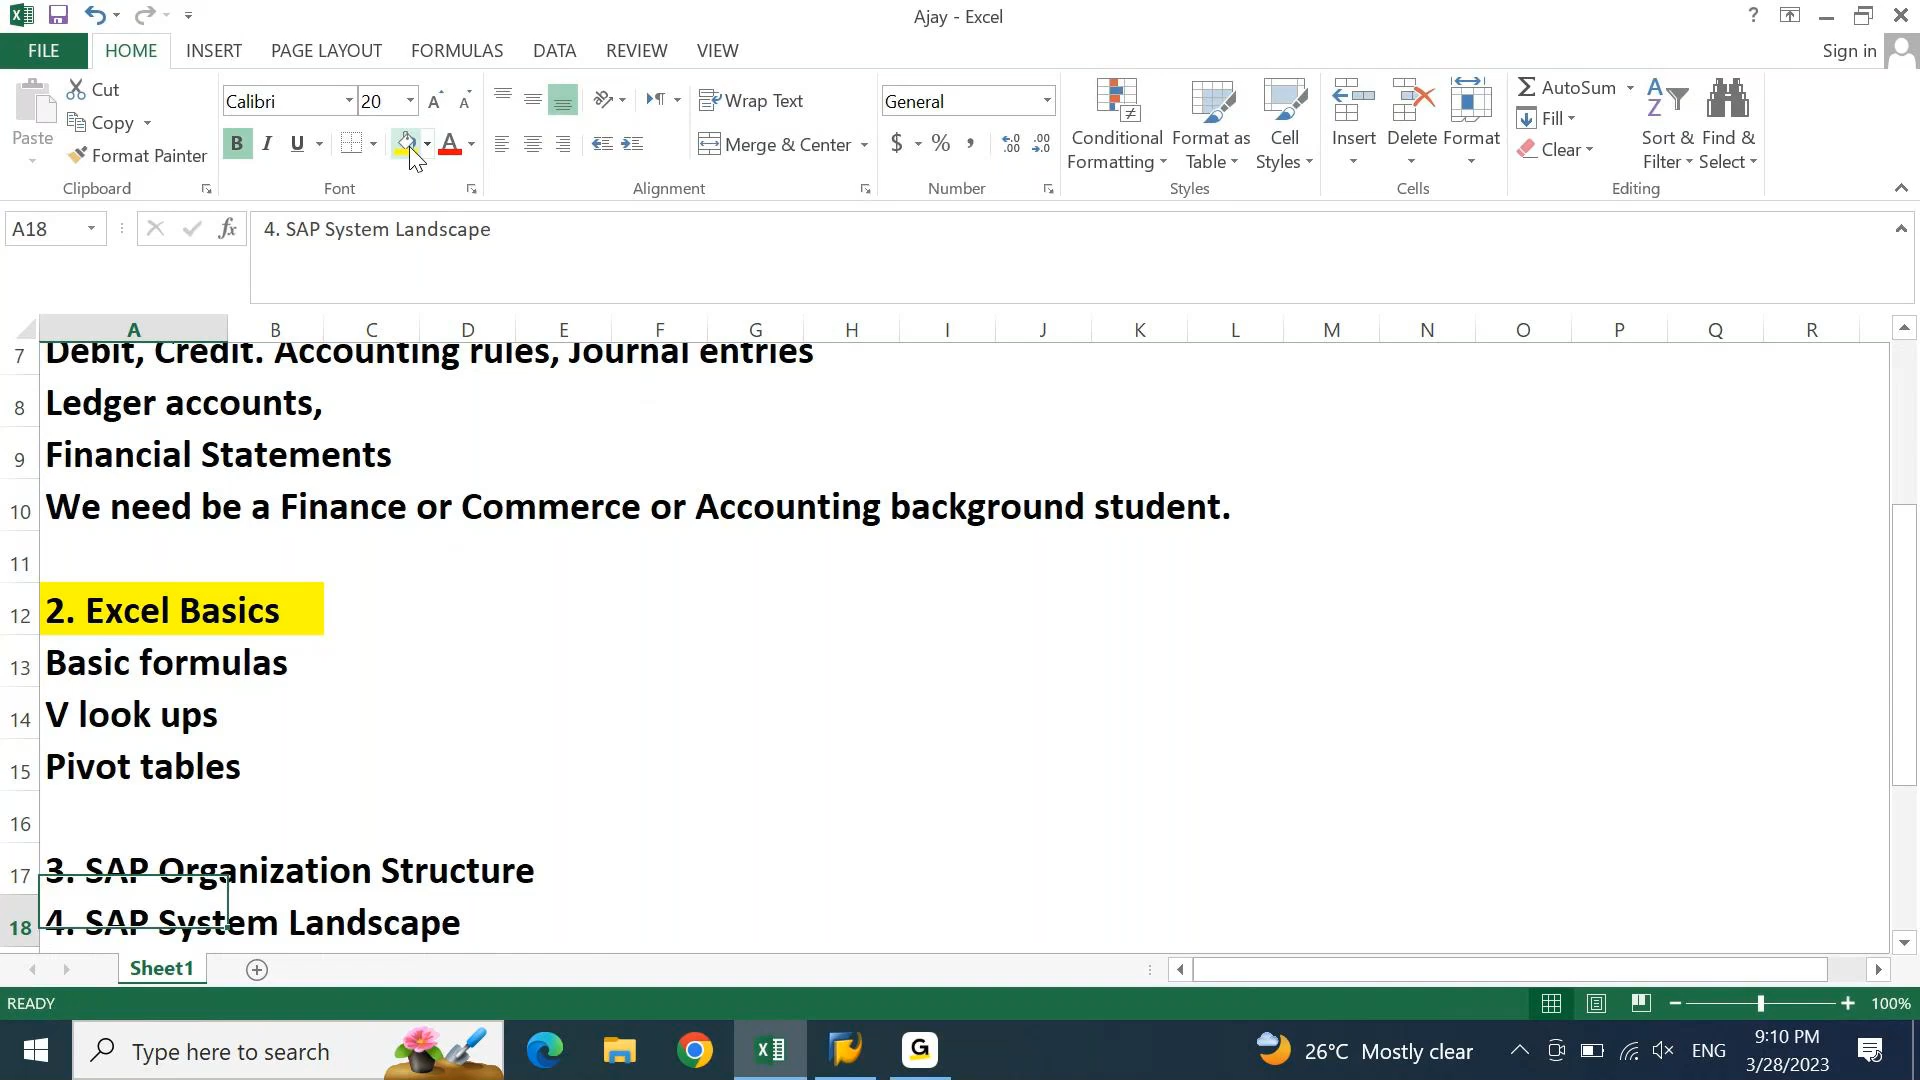 Ajay - Excel
?
FILE HOME INSERT PAGE LAYOUT FORMULAS DATA REVIEW VIEW
Sign in
Paste
Cut
Copy
Format Painter
Clipboard
Calibri 20 A A
B I U A
Font
Wrap Text
Merge & Center
Alignment
General
$ % ,
Number
Conditional Formatting
Format as Table
Cell Styles
Styles
Insert Delete Format
Cells
AutoSum
Fill
Clear
Sort & Filter
Find & Select
Editing
A18
fx
4. SAP System Landscape
A B C D E F G H I J K L M N O P Q R
7 Debit, Credit. Accounting rules, Journal entries
8 Ledger accounts,
9 Financial Statements
10 We need be a Finance or Commerce or Accounting background student.
11
12 2. Excel Basics
13 Basic formulas
14 V look ups
15 Pivot tables
16
17 3. SAP Organization Structure
18 4. SAP System Landscape
Sheet1
READY
100%
Type here to search
26°C Mostly clear
ENG
9:10 PM
3/28/2023